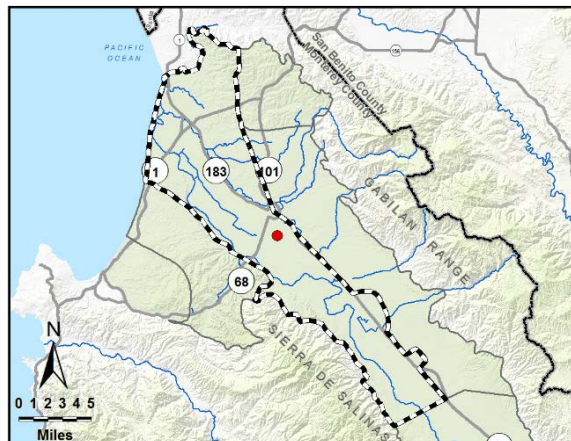 1
PACIFIC
OCEAN
156
San Benito County
Monterey County
183
101
1
GABILAN RANGE
68
SIERRA DE SALINAS
N
0 1 2 3 4 5
Miles